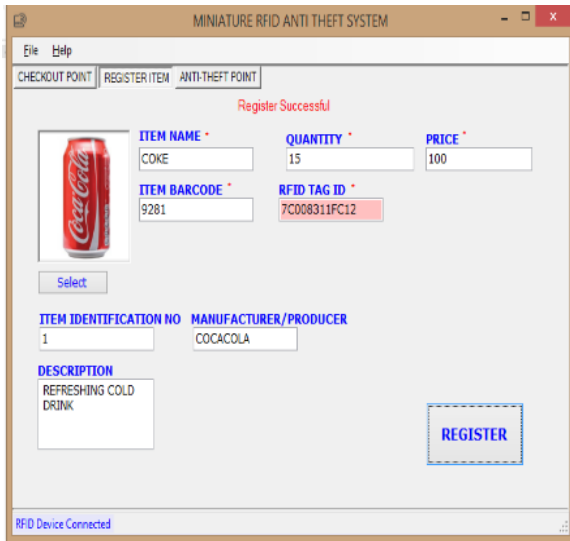 MINIATURE RFID ANTI THEFT SYSTEM
File Help
CHECKOUT POINT REGISTER ITEM ANTI-THEFT POINT
Register Successful
ITEM NAME * QUANTITY * PRICE *
COKE 15 100
ITEM BARCODE * RFID TAG ID *
9281 7C008311FC12
Coca-Cola
Select
ITEM IDENTIFICATION NO MANUFACTURER/PRODUCER
1 COCACOLA
DESCRIPTION
REFRESHING COLD
DRINK
REGISTER
RFID Device Connected